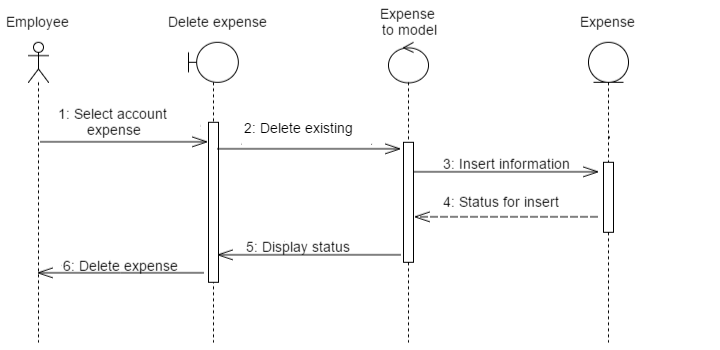 Employee
Delete expense
Expense
to model
Expense
1: Select account
expense
2: Delete existing
3: Insert information
4: Status for insert
5: Display status
6: Delete expense